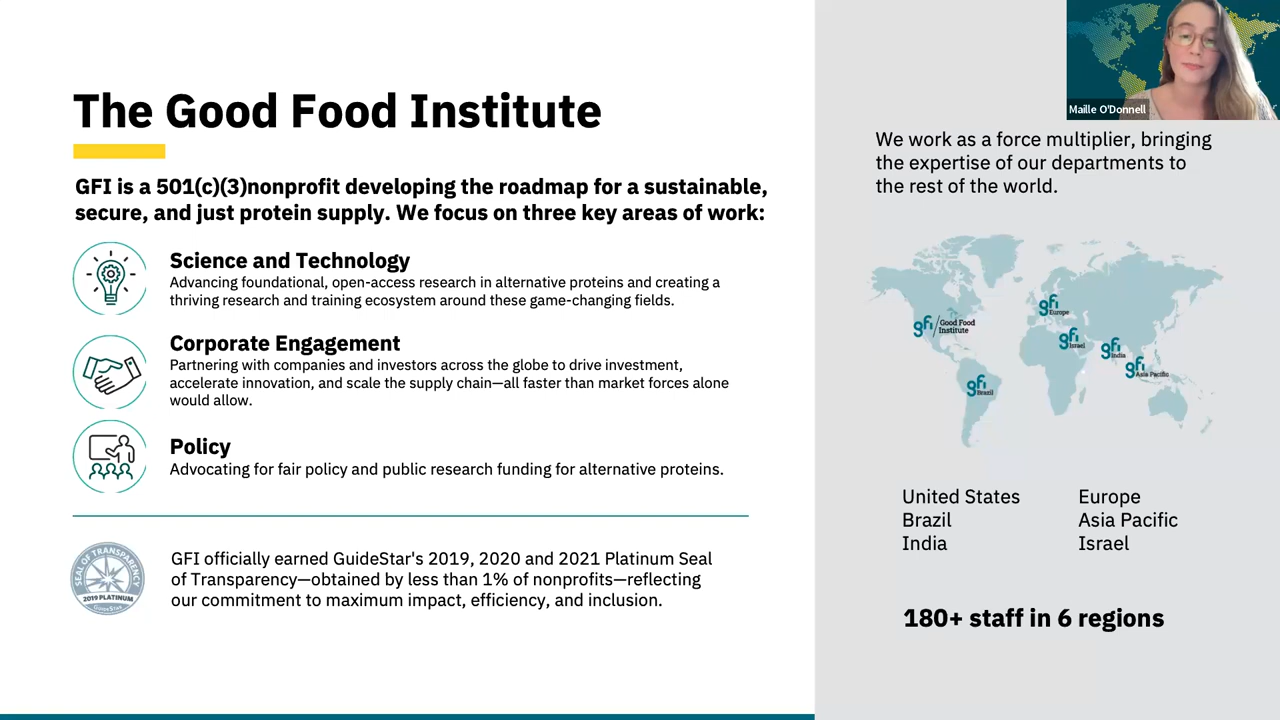 The Good Food Institute
GFI is a 501(c)(3)nonprofit developing the roadmap for a sustainable,
secure, and just protein supply. We focus on three key areas of work:
Science and Technology
Advancing foundational, open-access research in alternative proteins and creating a
thriving research and training ecosystem around these game-changing fields.
Corporate Engagement
Partnering with companies and investors across the globe to drive investment,
accelerate innovation, and scale the supply chain—all faster than market forces alone
would allow.
Policy
Advocating for fair policy and public research funding for alternative proteins.
SEAL OF TRANSPARENCY
2019 PLATINUM
GuideStar
GFI officially earned GuideStar's 2019, 2020 and 2021 Platinum Seal
of Transparency—obtained by less than 1% of nonprofits—reflecting
our commitment to maximum impact, efficiency, and inclusion.
Maille O'Donnell
We work as a force multiplier, bringing
the expertise of our departments to
the rest of the world.
gfi Europe
gfi / Good Food
Institute
gfi Israel
gfi India
gfi Asia Pacific
gfi Brazil
United States
Brazil
India
Europe
Asia Pacific
Israel
180+ staff in 6 regions